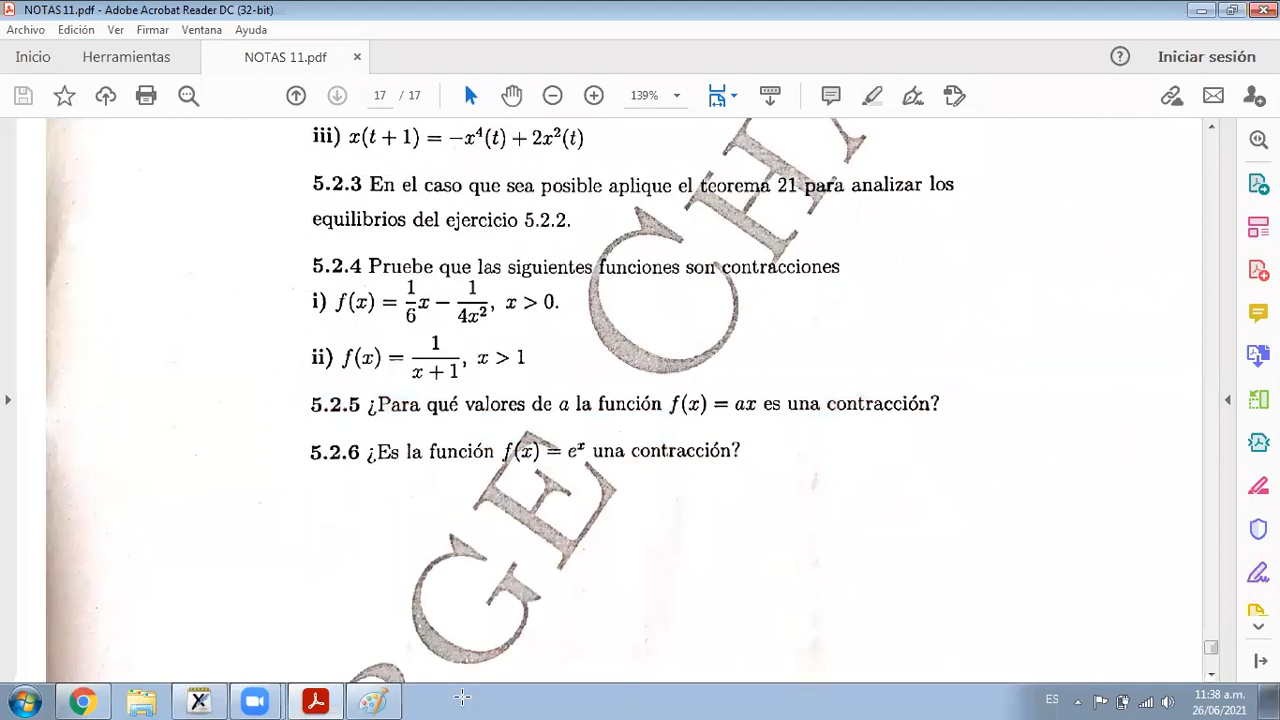 NOTAS 11.pdf - Adobe Acrobat Reader DC (32-bit)
Archivo Edición Ver Firmar Ventana Ayuda
Inicio Herramientas NOTAS 11.pdf × Iniciar sesión
17 / 17 139%
iii) x(t + 1) = −x⁴(t) + 2x²(t)
5.2.3 En el caso que sea posible aplique el teorema 21 para analizar los
equilibrios del ejercicio 5.2.2.
5.2.4 Pruebe que las siguientes funciones son contracciones
i) f(x) = 1/6 x − 1/4x², x > 0.
ii) f(x) = 1/x + 1, x > 1
5.2.5 ¿Para qué valores de a la función f(x) = ax es una contracción?
5.2.6 ¿Es la función f(x) = eˣ una contracción?
CH
GE
ES 11:38 a.m.
26/06/2021